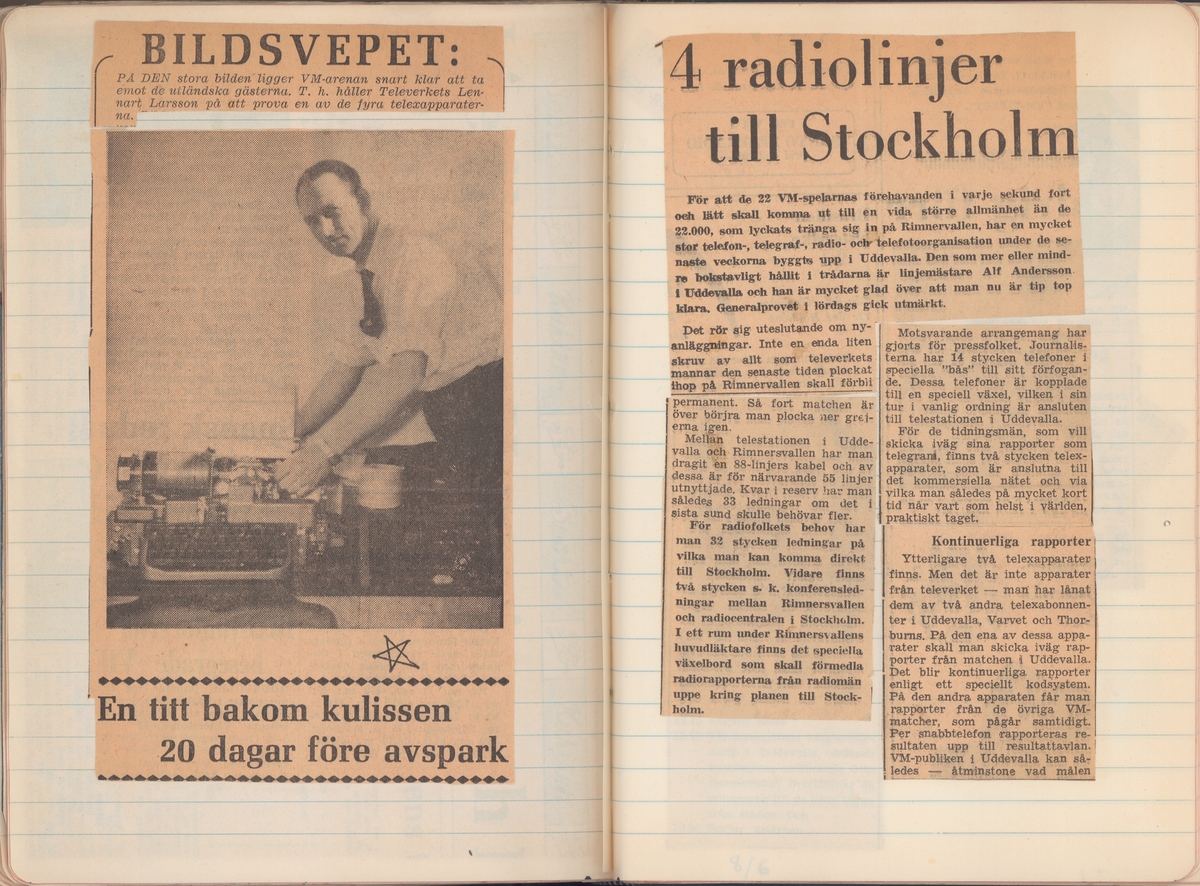 BILDSVEPET:
PÅ DEN stora bilden ligger VM-arenan snart klar att ta
emot de utländska gästerna. T. h. håller Televerkets Len-
nart Larsson på att prova en av de fyra telexapparater-
na.
En titt bakom kulissen
20 dagar före avspark
4 radiolinjer
till Stockholm
För att de 22 VM-spelarnas förehavanden i varje sekund fort
och lätt skall komma ut till en vida större allmänhet än de
22.000, som lyckats tränga sig in på Rimnervallen, har en mycket
stor telefon-, telegraf-, radio- och telefotoorganisation under de se-
naste veckorna byggts upp i Uddevalla. Den som mer eller mind-
re bokstavligt hållit i trådarna är linjemästare Alf Andersson
i Uddevalla och han är mycket glad över att man nu är tip top
klara. Generalprovet i lördags gick utmärkt.
Det rör sig uteslutande om ny-
anläggningar. Inte en enda liten
skruv av allt som televerkets
mannar den senaste tiden plockat
ihop på Rimnervallen skall förbli
permanent. Så fort matchen är
över börjra man plocka ner grej-
erna igen.
Mellan telestationen i Udde-
valla och Rimnersvallen har man
dragit en 88-linjers kabel och av
dessa är för närvarande 55 linjer
utnyttjade. Kvar i reserv har man
således 33 ledningar om det i
sista sund skulle behövar fler.
För radiofolkets behov har
man 32 stycken ledningar på
vilka man kan komma direkt
till Stockholm. Vidare finns
två stycken s. k. konferensled-
ningar mellan Rimnersvallen
och radiocentralen i Stockholm.
I ett rum under Rimnersvallens
huvudläktare finns det speciella
växelbord som skall förmedla
radiorapporterna från radiomän
uppe kring planen till Stock-
holm.
Motsvarande arrangemang har
gjorts för pressfolket. Journalis-
terna har 14 stycken telefoner i
speciella "bås" till sitt förfogan-
de. Dessa telefoner är kopplade
till en speciell växel, vilken i sin
tur i vanlig ordning är ansluten
till telestationen i Uddevalla.
För de tidningsmän, som vill
skicka iväg sina rapporter som
telegram, finns två stycken telex-
apparater, som är anslutna till
det kommersiella nätet och via
vilka man således på mycket kort
tid når vart som helst i världen,
praktiskt taget.
Kontinuerliga rapporter
Ytterligare två telexapparater
finns. Men det är inte apparater
från televerket — man har lånat
dem av två andra telexabonnen-
ter i Uddevalla, Varvet och Thor-
burns. På den ena av dessa appa-
rater skall man skicka iväg rap-
porter från matchen i Uddevalla.
Det blir kontinuerliga rapporter
enligt ett speciellt kodsystem.
På den andra apparaten får man
rapporter från de övriga VM-
matcher, som pågår samtidigt.
Per snabbtelefon rapporteras re-
sultaten upp till resultattavlan.
VM-publiken i Uddevalla kan så-
ledes — åtminstone vad målen
8/6